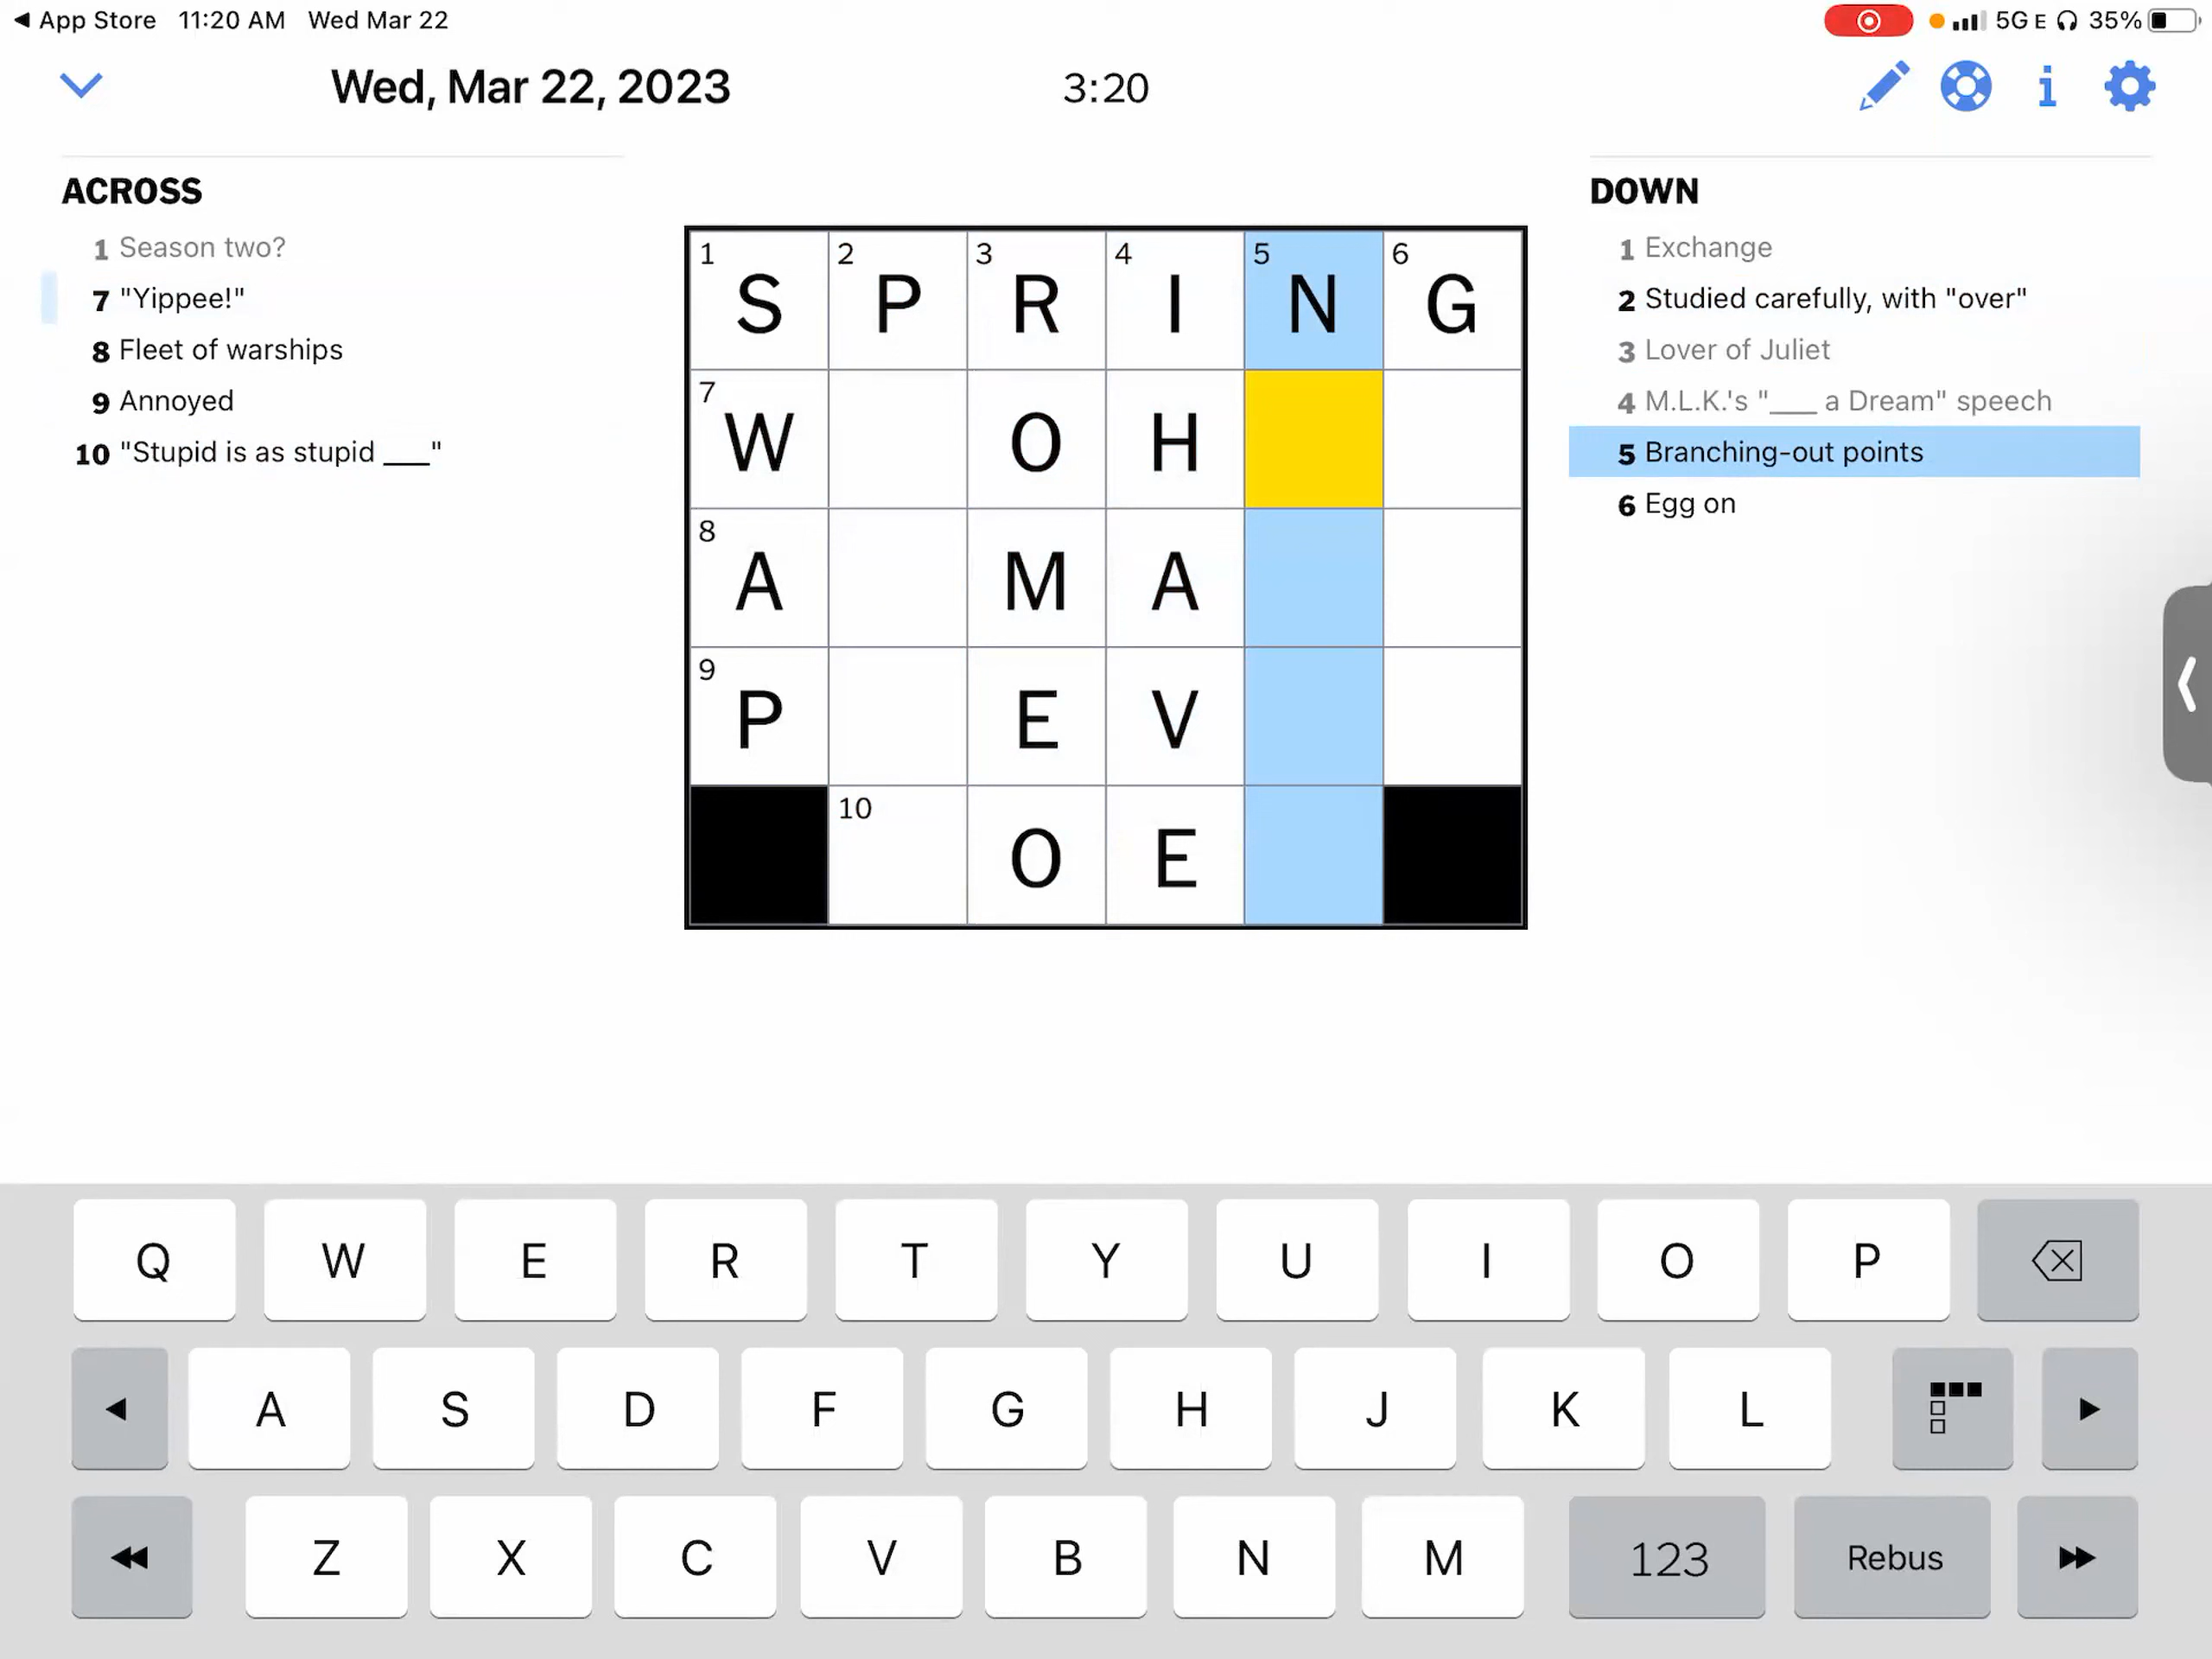 ◀ App Store 11:20 AM Wed Mar 22 5G E 35%
Wed, Mar 22, 2023 3:20
ACROSS
1 Season two?
7 "Yippee!"
8 Fleet of warships
9 Annoyed
10 "Stupid is as stupid ___"
1 S 2 P 3 R 4 I 5 N 6 G
7 W O H
8 A M A
9 P E V
10 O E
DOWN
1 Exchange
2 Studied carefully, with "over"
3 Lover of Juliet
4 M.L.K.'s "___ a Dream" speech
5 Branching-out points
6 Egg on
Q W E R T Y U I O P
A S D F G H J K L
Z X C V B N M 123 Rebus